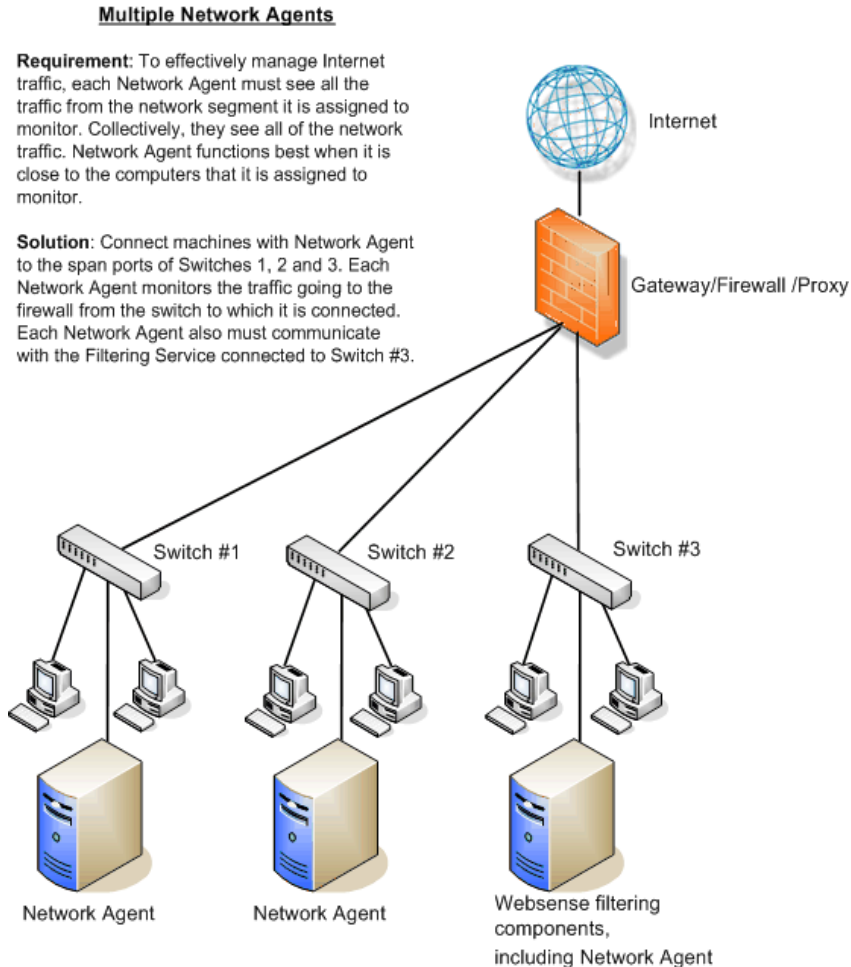 Multiple Network Agents
Requirement: To effectively manage Internet
traffic, each Network Agent must see all the
traffic from the network segment it is assigned to
monitor. Collectively, they see all of the network
traffic. Network Agent functions best when it is
close to the computers that it is assigned to
monitor.
Solution: Connect machines with Network Agent
to the span ports of Switches 1, 2 and 3. Each
Network Agent monitors the traffic going to the
firewall from the switch to which it is connected.
Each Network Agent also must communicate
with the Filtering Service connected to Switch #3.
Internet
Gateway/Firewall /Proxy
Switch #1
Switch #2
Switch #3
Network Agent
Network Agent
Websense filtering
components,
including Network Agent